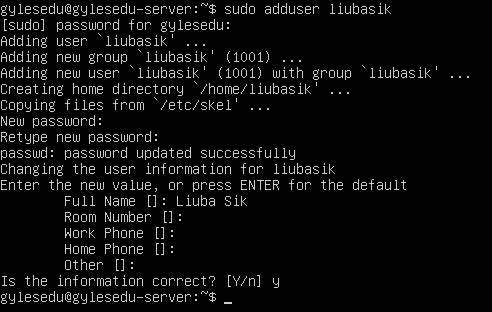 gylesedu@gylesedu-server:~$ sudo adduser liubasik
[sudo] password for gylesedu:
Adding user `liubasik' ...
Adding new group `liubasik' (1001) ...
Adding new user `liubasik' (1001) with group `liubasik' ...
Creating home directory `/home/liubasik' ...
Copying files from `/etc/skel' ...
New password:
Retype new password:
passwd: password updated successfully
Changing the user information for liubasik
Enter the new value, or press ENTER for the default
Full Name []: Liuba Sik
Room Number []:
Work Phone []:
Home Phone []:
Other []:
Is the information correct? [Y/n] y
gylesedu@gylesedu-server:~$ _